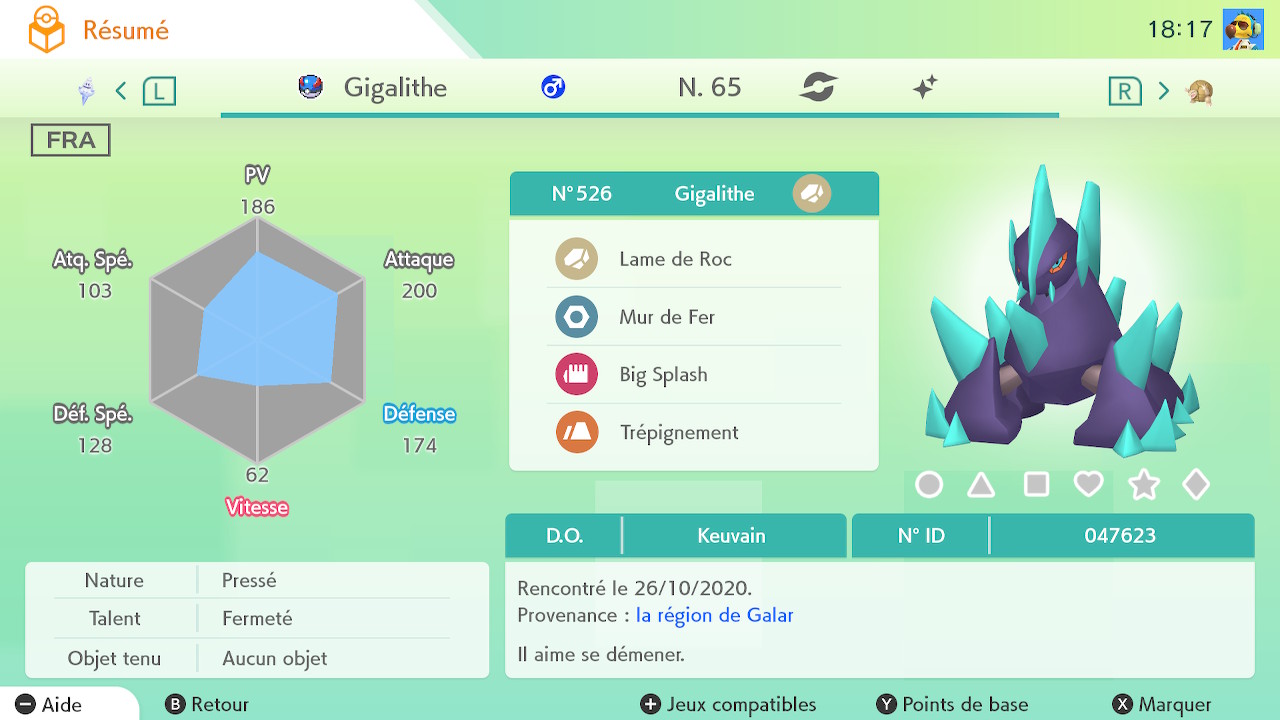 Résumé
18:17
L
Gigalithe
N. 65
R
FRA
PV
186
Atq. Spé.
103
Attaque
200
Déf. Spé.
128
Défense
174
62
Vitesse
N° 526 Gigalithe
Lame de Roc
Mur de Fer
Big Splash
Trépignement
D.O. Keuvain
N° ID 047623
Nature Pressé
Talent Fermeté
Objet tenu Aucun objet
Rencontré le 26/10/2020.
Provenance : la région de Galar
Il aime se démener.
Aide
B Retour
Jeux compatibles
Y Points de base
X Marquer